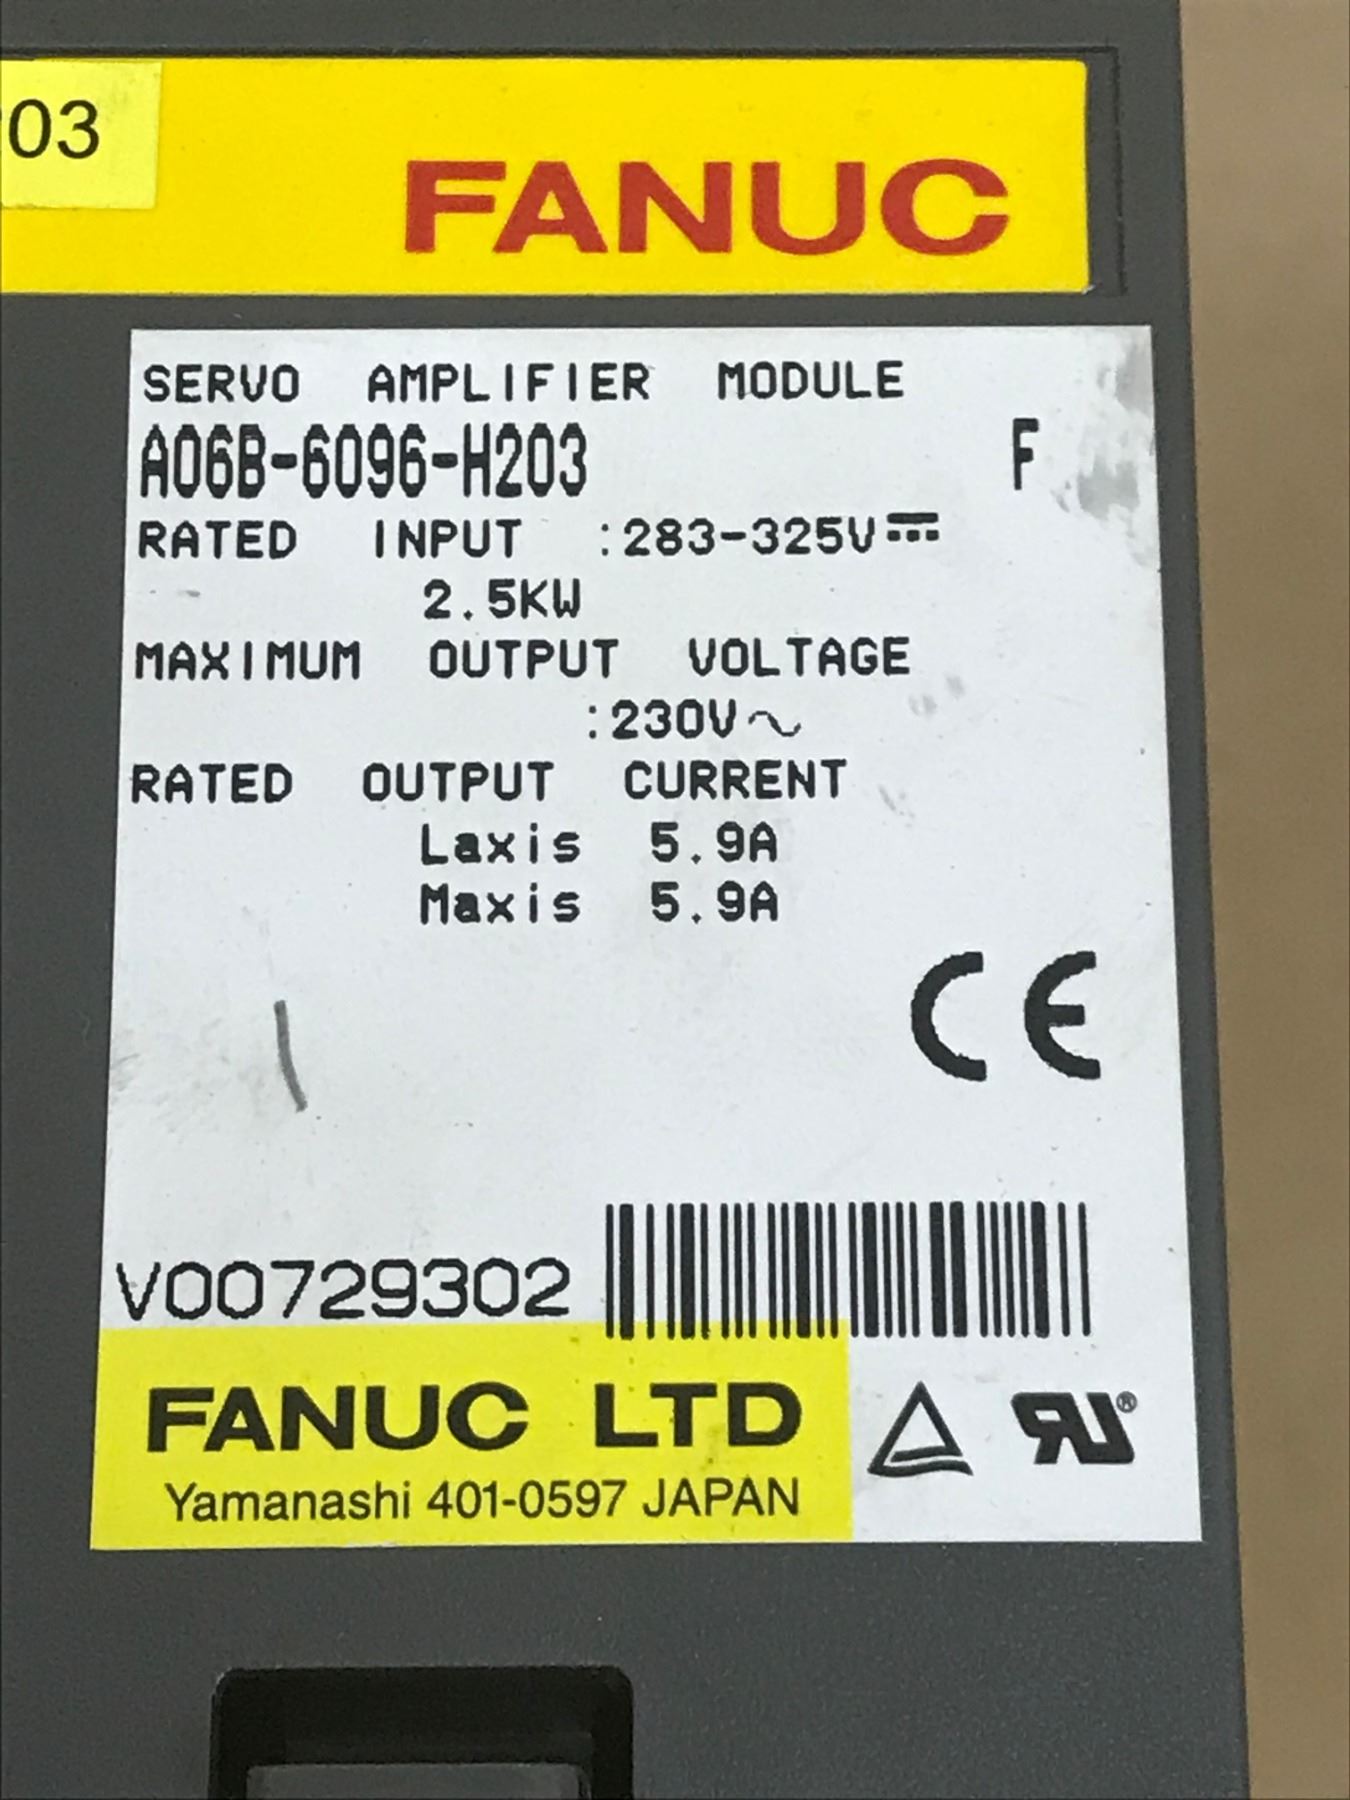 03
FANUC
SERVO AMPLIFIER MODULE
A06B-6096-H203 F
RATED INPUT :283-325V⎓
2.5KW
MAXIMUM OUTPUT VOLTAGE
:230V～
RATED OUTPUT CURRENT
Laxis 5.9A
Maxis 5.9A
CE
V00729302
FANUC LTD
Yamanashi 401-0597 JAPAN
RU®